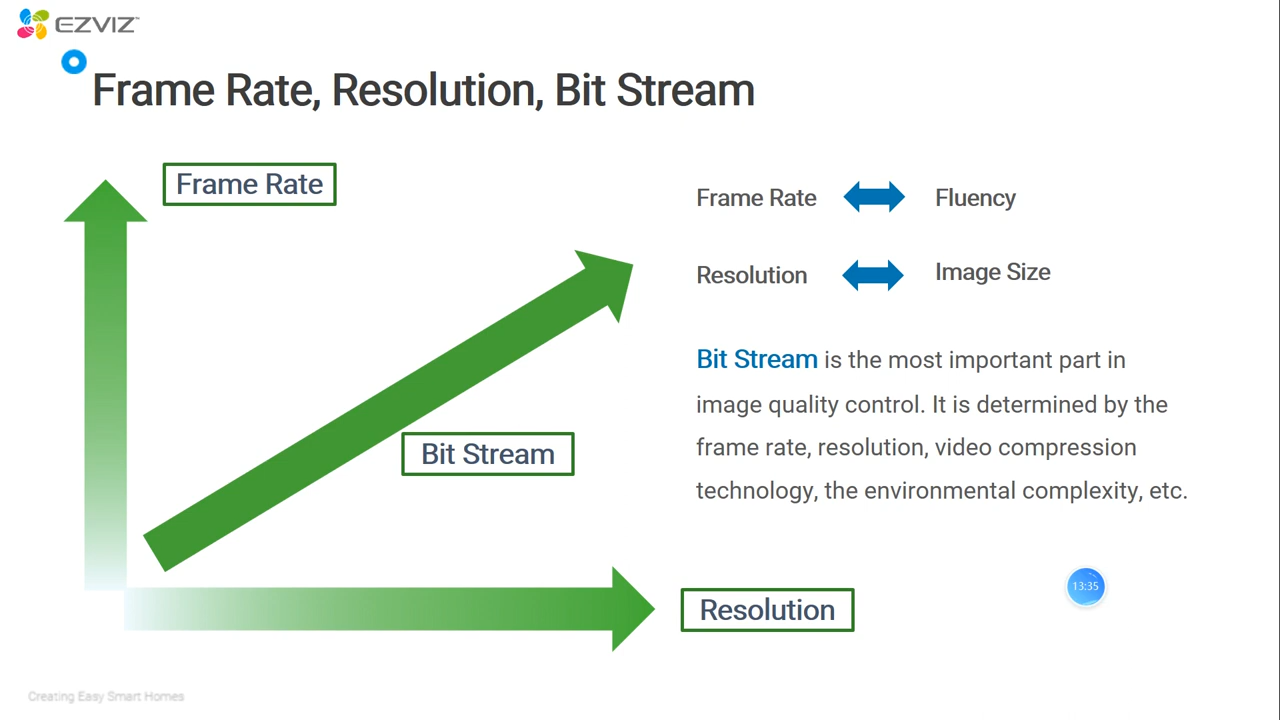 EZVIZ™
Frame Rate, Resolution, Bit Stream
Frame Rate
Bit Stream
Resolution
Frame Rate Fluency
Resolution Image Size
Bit Stream is the most important part in
image quality control. It is determined by the
frame rate, resolution, video compression
technology, the environmental complexity, etc.
13:35
Creating Easy Smart Homes